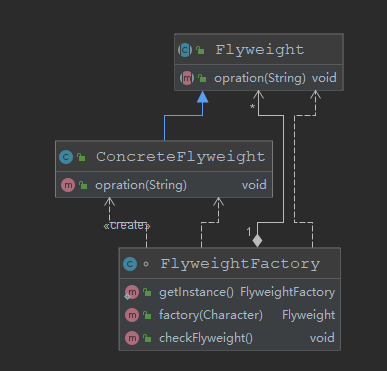 Flyweight
opration(String) void
*
ConcreteFlyweight
opration(String) void
«create»
1
FlyweightFactory
getInstance() FlyweightFactory
factory(Character) Flyweight
checkFlyweight() void